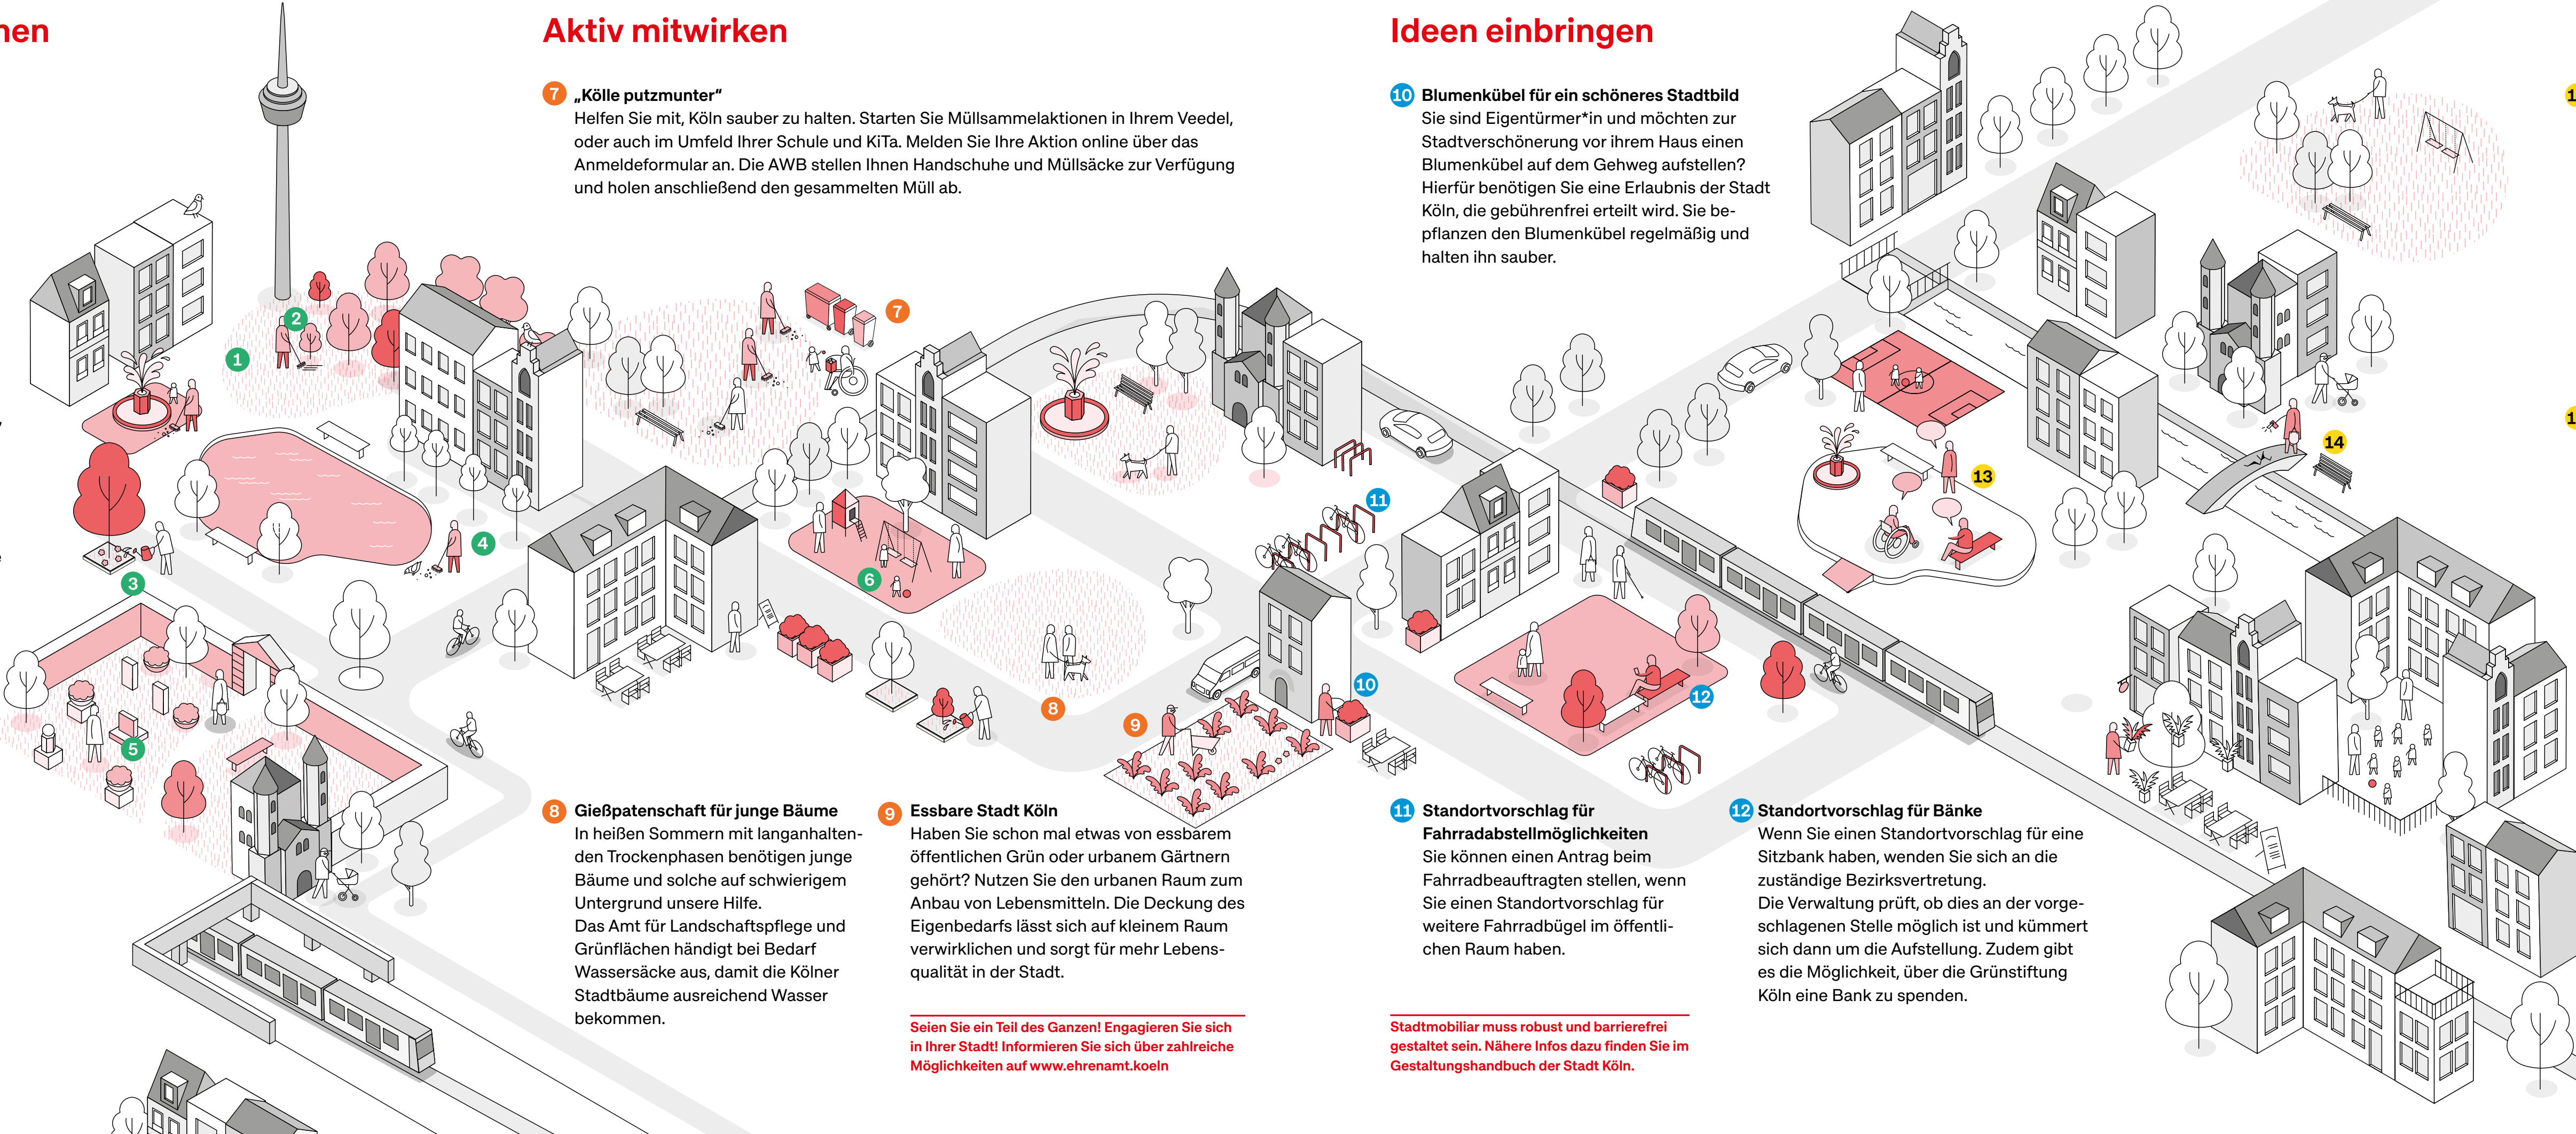 nen
Aktiv mitwirken
7 „Kölle putzmunter“
Helfen Sie mit, Köln sauber zu halten. Starten Sie Müllsammelaktionen in Ihrem Veedel,
oder auch im Umfeld Ihrer Schule und KiTa. Melden Sie Ihre Aktion online über das
Anmeldeformular an. Die AWB stellen Ihnen Handschuhe und Müllsäcke zur Verfügung
und holen anschließend den gesammelten Müll ab.
Ideen einbringen
10 Blumenkübel für ein schöneres Stadtbild
Sie sind Eigentürmer*in und möchten zur
Stadtverschönerung vor ihrem Haus einen
Blumenkübel auf dem Gehweg aufstellen?
Hierfür benötigen Sie eine Erlaubnis der Stadt
Köln, die gebührenfrei erteilt wird. Sie be-
pflanzen den Blumenkübel regelmäßig und
halten ihn sauber.
1
1
2
7
1
14
13
11
4
3
6
10
12
8
9
5
8 Gießpatenschaft für junge Bäume
In heißen Sommern mit langanhalten-
den Trockenphasen benötigen junge
Bäume und solche auf schwierigem
Untergrund unsere Hilfe.
Das Amt für Landschaftspflege und
Grünflächen händigt bei Bedarf
Wassersäcke aus, damit die Kölner
Stadtbäume ausreichend Wasser
bekommen.
9 Essbare Stadt Köln
Haben Sie schon mal etwas von essbarem
öffentlichen Grün oder urbanem Gärtnern
gehört? Nutzen Sie den urbanen Raum zum
Anbau von Lebensmitteln. Die Deckung des
Eigenbedarfs lässt sich auf kleinem Raum
verwirklichen und sorgt für mehr Lebens-
qualität in der Stadt.
Seien Sie ein Teil des Ganzen! Engagieren Sie sich
in Ihrer Stadt! Informieren Sie sich über zahlreiche
Möglichkeiten auf www.ehrenamt.koeln
11 Standortvorschlag für
Fahrradabstellmöglichkeiten
Sie können einen Antrag beim
Fahrradbeauftragten stellen, wenn
Sie einen Standortvorschlag für
weitere Fahrradbügel im öffentli-
chen Raum haben.
Stadtmobiliar muss robust und barrierefrei
gestaltet sein. Nähere Infos dazu finden Sie im
Gestaltungshandbuch der Stadt Köln.
12 Standortvorschlag für Bänke
Wenn Sie einen Standortvorschlag für eine
Sitzbank haben, wenden Sie sich an die
zuständige Bezirksvertretung.
Die Verwaltung prüft, ob dies an der vorge-
schlagenen Stelle möglich ist und kümmert
sich dann um die Aufstellung. Zudem gibt
es die Möglichkeit, über die Grünstiftung
Köln eine Bank zu spenden.